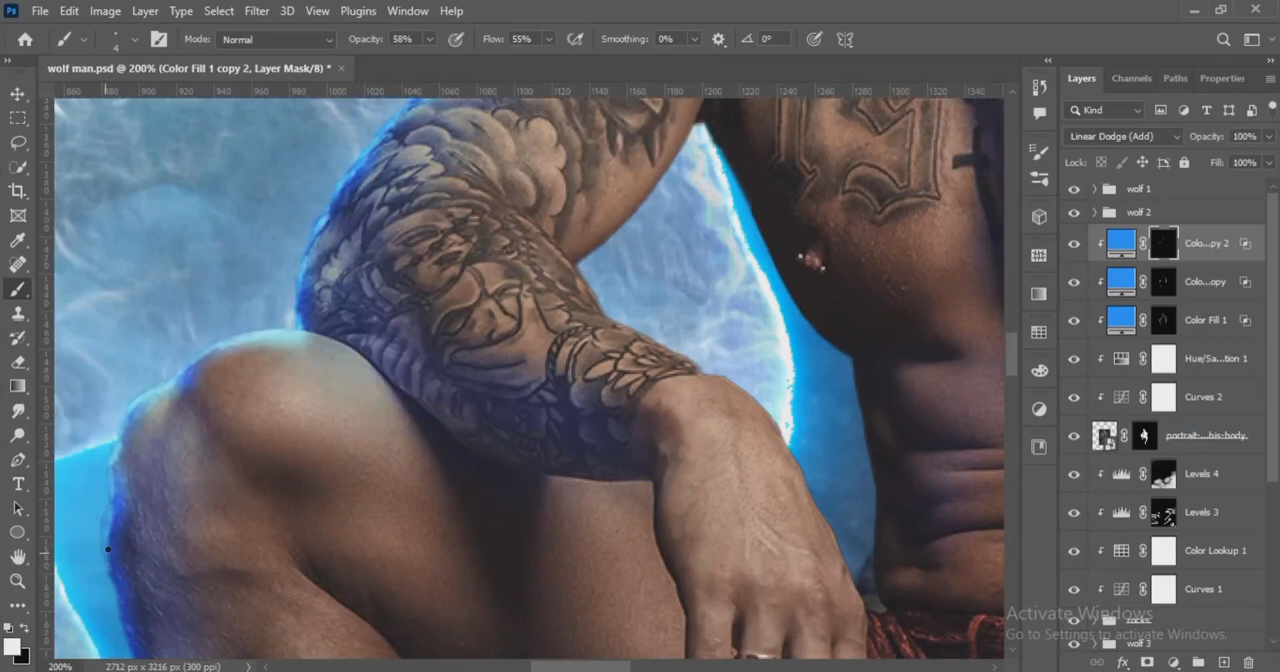 Ps File Edit Image Layer Type Select Filter 3D View Plugins Window Help
4 Mode: Normal Opacity: 58% Flow: 55% Smoothing: 0% 0°
wolf man.psd @ 200% (Color Fill 1 copy 2, Layer Mask/8) * ×
860 880 900 920 940 960 980 1000 1020 1040 1060 1080 1100 1120 1140 1160 1180 1200 1220 1240 1260 1280 1300 1320 1340
Layers Channels Paths Properties
Kind
Linear Dodge (Add) Opacity: 100%
Lock: Fill: 100%
wolf 1
wolf 2
Colo...py 2
Colo...opy
Color Fill 1
Hue/Sa...tion 1
Curves 2
portrait-...bis-body.
Levels 4
Levels 3
Color Lookup 1
Curves 1
Activate Windows
rocks
Go to Settings to activate Windows.
wolf 3
200% 2712 px x 3216 px (300 ppi)